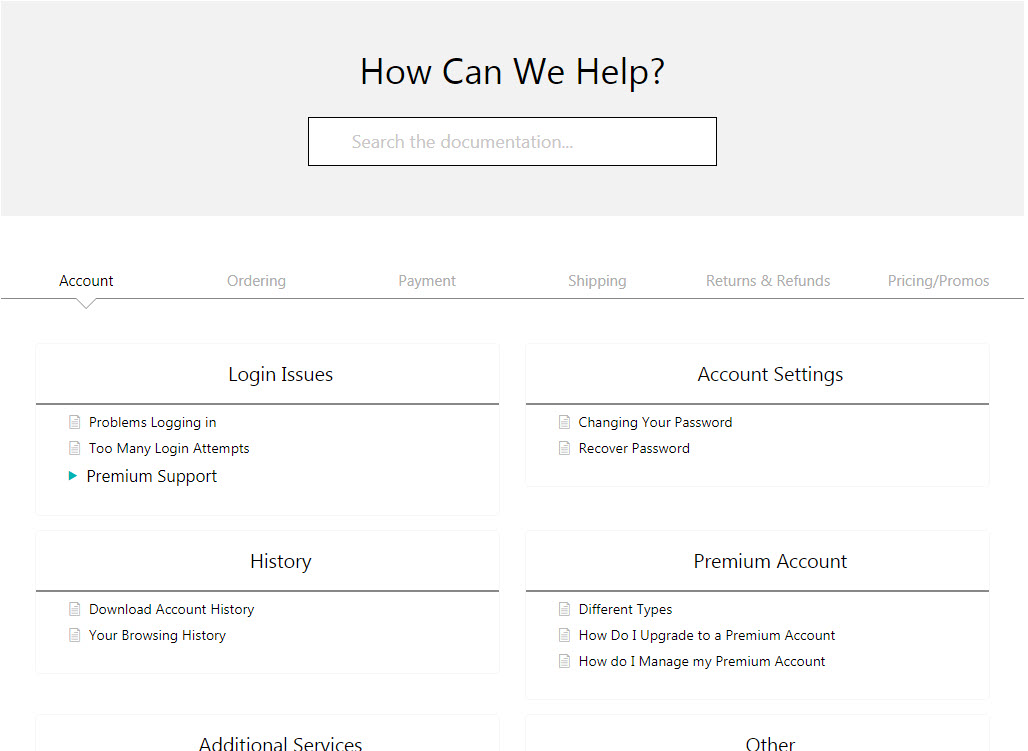 How Can We Help?
Search the documentation...
Account Ordering Payment Shipping Returns & Refunds Pricing/Promos
Login Issues
Problems Logging in
Too Many Login Attempts
Premium Support
Account Settings
Changing Your Password
Recover Password
History
Download Account History
Your Browsing History
Premium Account
Different Types
How Do I Upgrade to a Premium Account
How do I Manage my Premium Account
Additional Services
Other